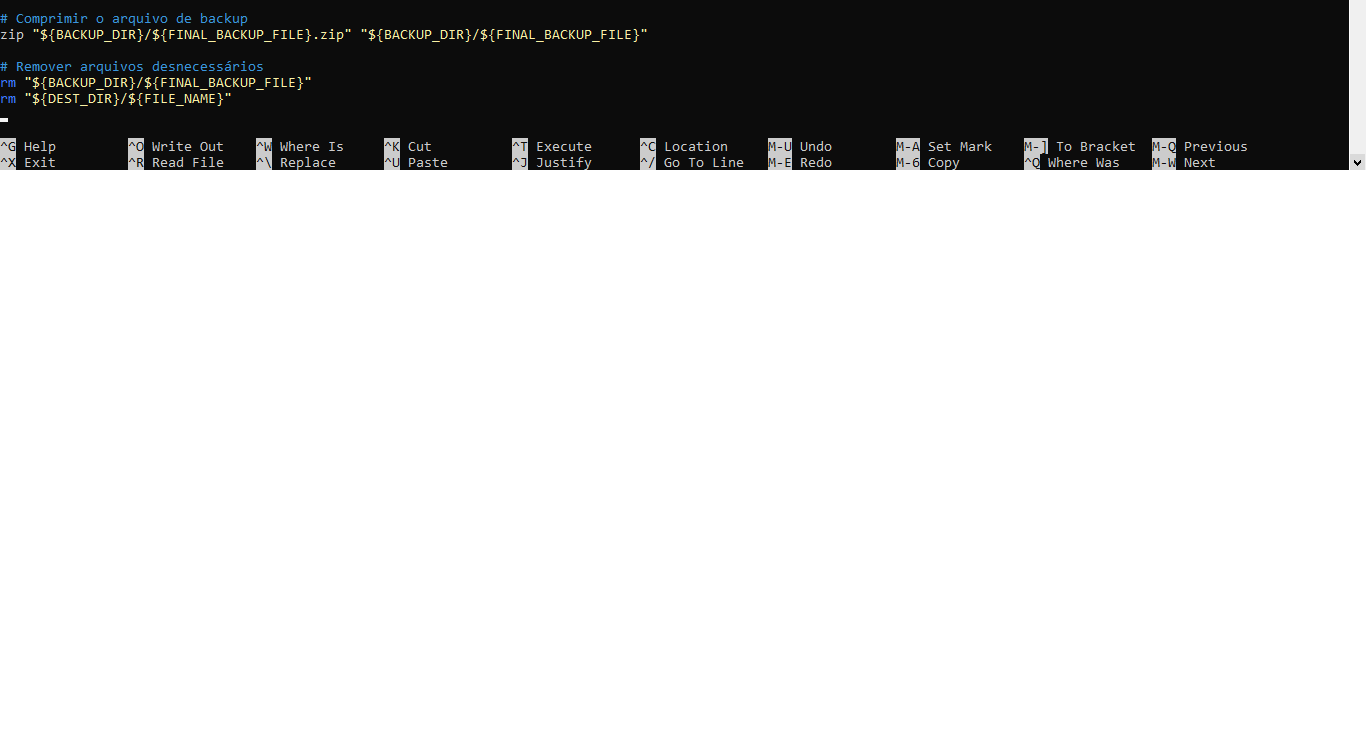 # Comprimir o arquivo de backup
zip "${BACKUP_DIR}/${FINAL_BACKUP_FILE}.zip" "${BACKUP_DIR}/${FINAL_BACKUP_FILE}"
# Remover arquivos desnecessários
rm "${BACKUP_DIR}/${FINAL_BACKUP_FILE}"
rm "${DEST_DIR}/${FILE_NAME}"
^G Help ^O Write Out ^W Where Is ^K Cut ^T Execute ^C Location M-U Undo M-A Set Mark M-] To Bracket M-Q Previous
^X Exit ^R Read File ^\ Replace ^U Paste ^J Justify ^/ Go To Line M-E Redo M-6 Copy ^Q Where Was M-W Next